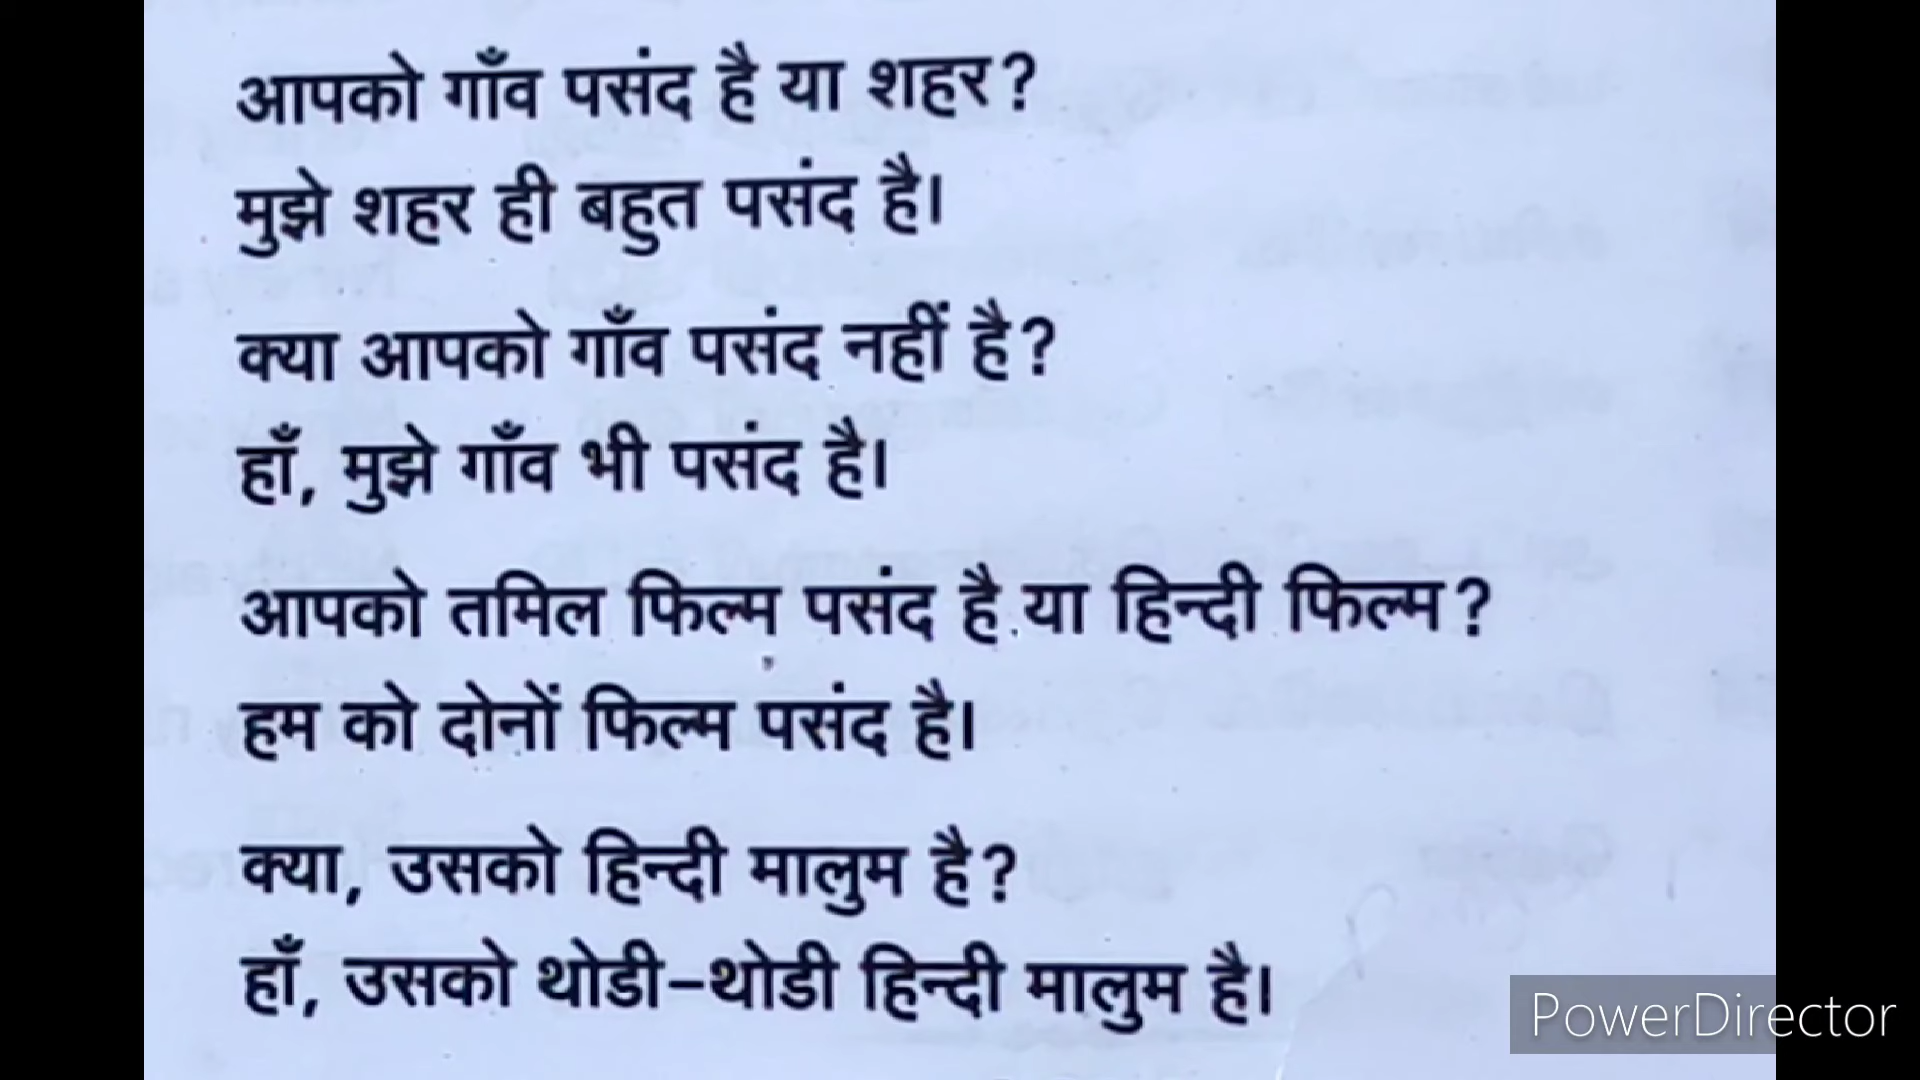 आपको गाँव पसंद है या शहर?
मुझे शहर ही बहुत पसंद है।
क्या आपको गाँव पसंद नहीं है?
हाँ, मुझे गाँव भी पसंद है।
आपको तमिल फिल्म पसंद है या हिन्दी फिल्म?
हम को दोनों फिल्म पसंद है।
क्या, उसको हिन्दी मालुम है?
हाँ, उसको थोडी-थोडी हिन्दी मालुम है।
PowerDirector